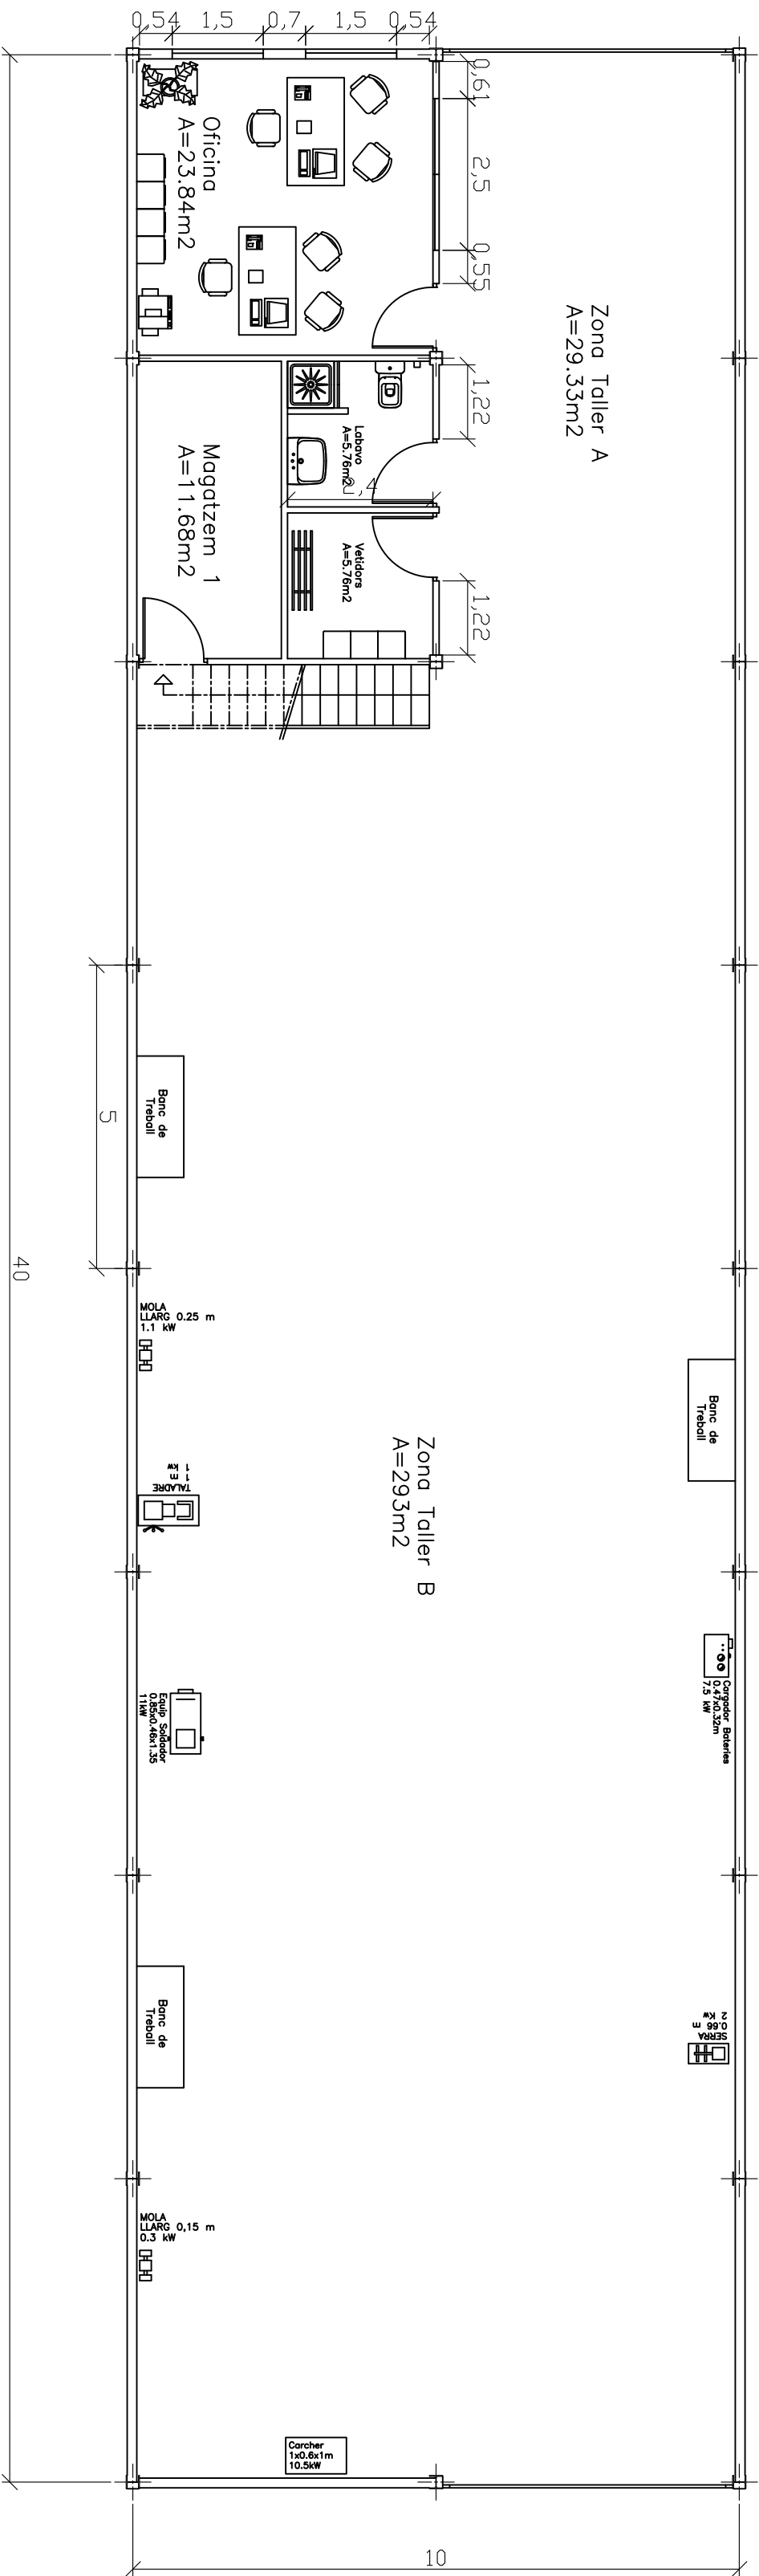 0,54
1,5
0,7
1,5
0,54
0,61
2,5
0,55
Oficina
A=23.84m2
Zona Taller A
A=29.33m2
1,22
Labavo
A=5.76m2
Magatzem 1
A=11.68m2
Vetidors
A=5.76m2
1,22
Banc de
Treball
5
40
MOLA
LLARG 0.25 m
1.1 kW
Banc de
Treball
TALADRE
1 m
1 kW
Zona Taller B
A=293m2
Cargador Bateries
0.47x0.32m
7.5 kW
Equip Soldador
0.85x0.46x1.35
11kW
Banc de
Treball
SERRA
0.66 m
2 Kw
MOLA
LLARG 0,15 m
0.3 kW
Carcher
1x0.6x1m
10.5kW
10